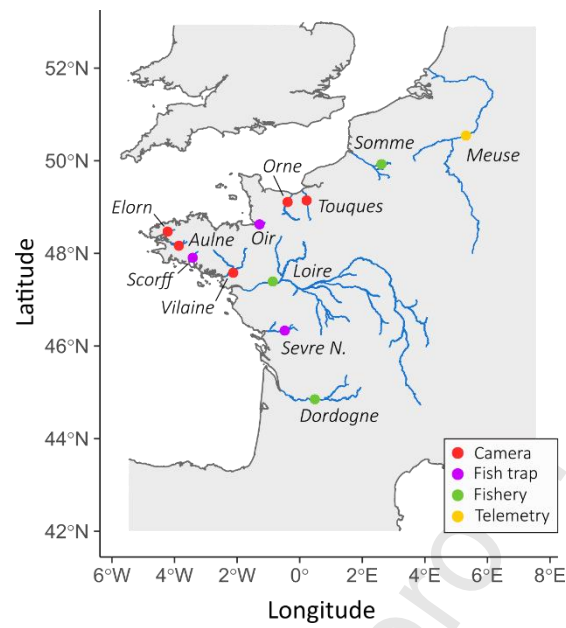 52°N
50°N
48°N
46°N
44°N
42°N
Latitude
6°W
4°W
2°W
0°
2°E
4°E
6°E
8°E
Longitude
Somme
Meuse
Orne
Touques
Elorn
Aulne
Oir
Scorff
Vilaine
Loire
Sevre N.
Dordogne
Camera
Fish trap
Fishery
Telemetry
pro